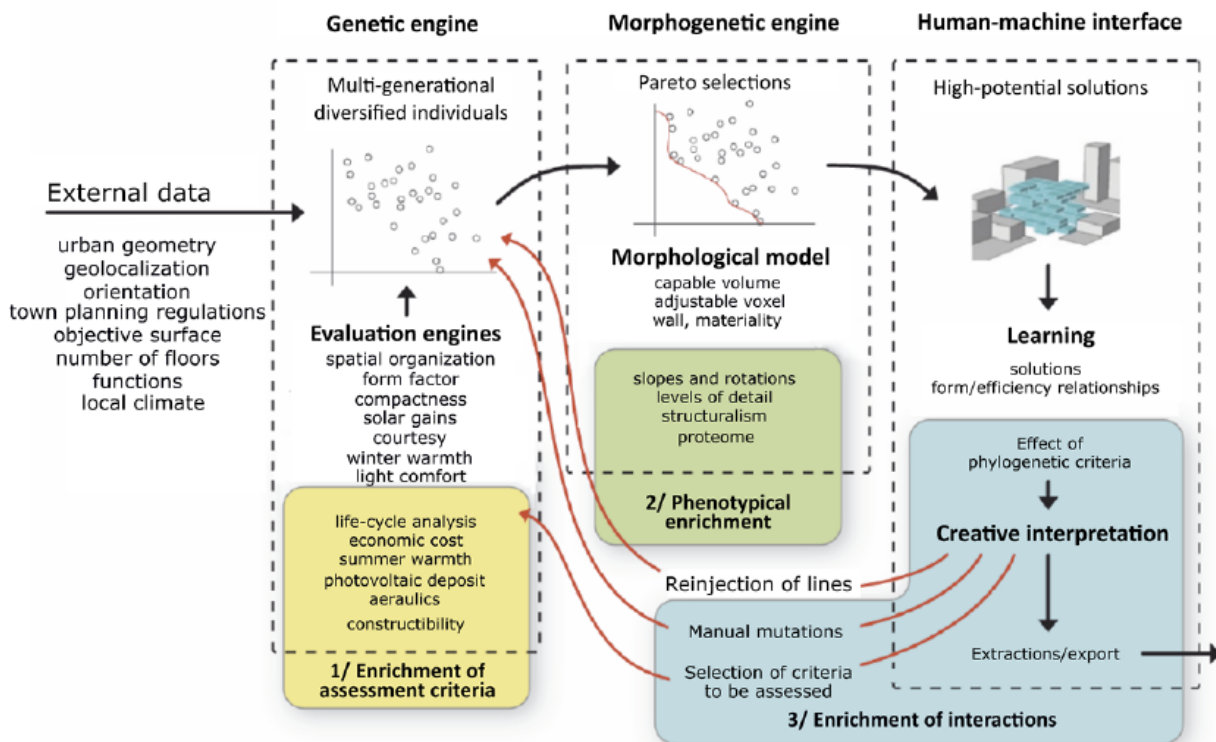 Genetic engine
Morphogenetic engine
Human-machine interface
Multi-generational
diversified individuals
Pareto selections
High-potential solutions
External data
urban geometry
geolocalization
orientation
town planning regulations
objective surface
number of floors
functions
local climate
Evaluation engines
spatial organization
form factor
compactness
solar gains
courtesy
winter warmth
light comfort
life-cycle analysis
economic cost
summer warmth
photovoltaic deposit
aeraulics
constructibility
1/ Enrichment of
assessment criteria
Morphological model
capable volume
adjustable voxel
wall, materiality
slopes and rotations
levels of detail
structuralism
proteome
2/ Phenotypical
enrichment
Learning
solutions
form/efficiency relationships
Effect of
phylogenetic criteria
Creative interpretation
Reinjection of lines
Manual mutations
Selection of criteria
to be assessed
Extractions/export
3/ Enrichment of interactions